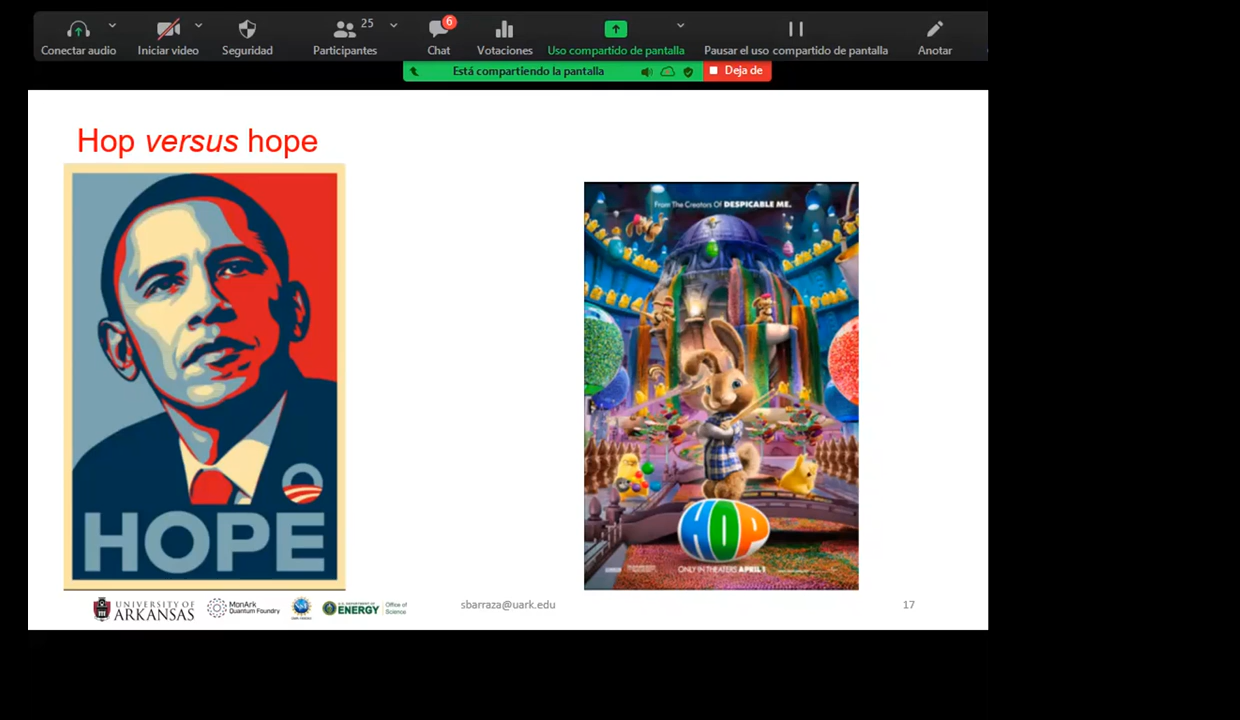 Conectar audio
Iniciar video
Seguridad
Participantes
25
Chat
6
Votaciones
Uso compartido de pantalla
Pausar el uso compartido de pantalla
Anotar
Está compartiendo la pantalla
Deja de
Hop versus hope
HOPE
From The Creators Of DESPICABLE ME.
HOP
ONLY IN THEATERS APRIL 1
UNIVERSITY OF
ARKANSAS
MonArk
Quantum Foundry
U.S. DEPARTMENT OF
ENERGY
Office of
Science
sbarraza@uark.edu
17